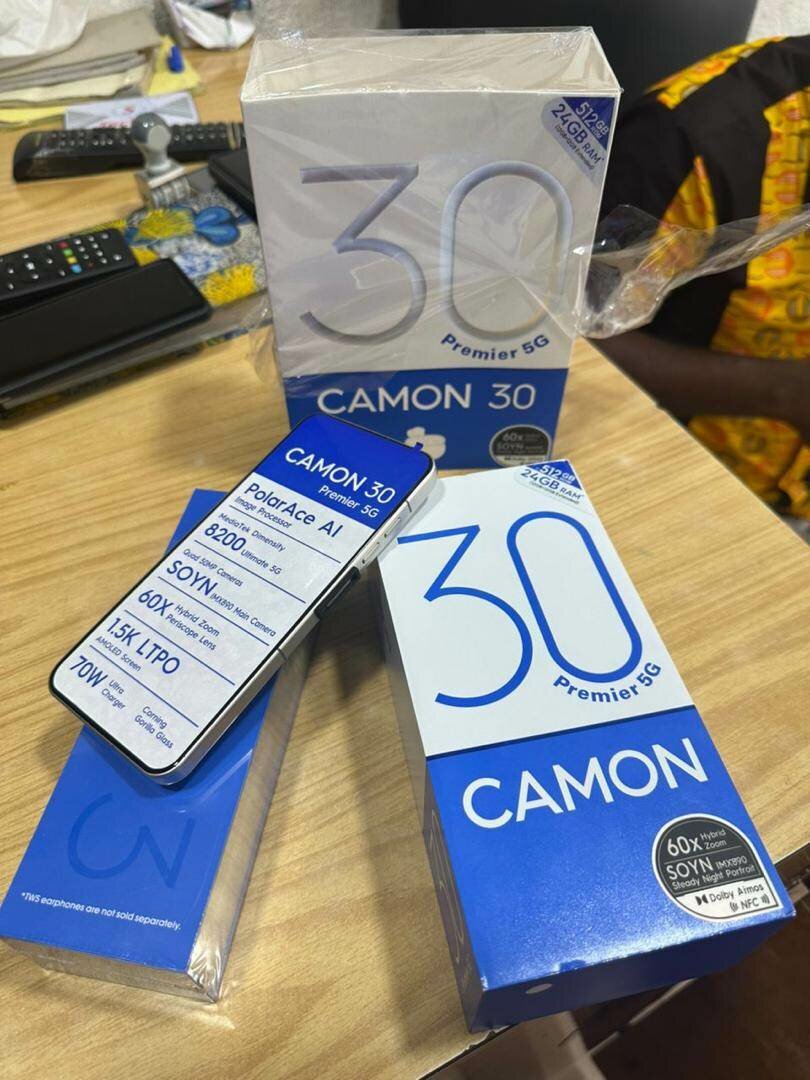 512GB
24GB RAM*
30
Premier 5G
CAMON 30
60x
SOYN
CAMON 30
Premier 5G
PolarAce AI
Image Processor
MediaTek Dimensity
8200 Ultimate 5G
Quad 50MP Cameras
SOYN IMX890 Main Camera
60X Hybrid Zoom
Periscope Lens
1.5K LTPO
AMOLED Screen
70W Ultra
Charger
Corning
Gorilla Glass
512GB
24GB RAM*
30
Premier 5G
CAMON
60x Hybrid
Zoom
SOYN IMX890
Steady Night Portrait
Dolby Atmos
NFC
30
3
*TWS earphones are not sold separately.